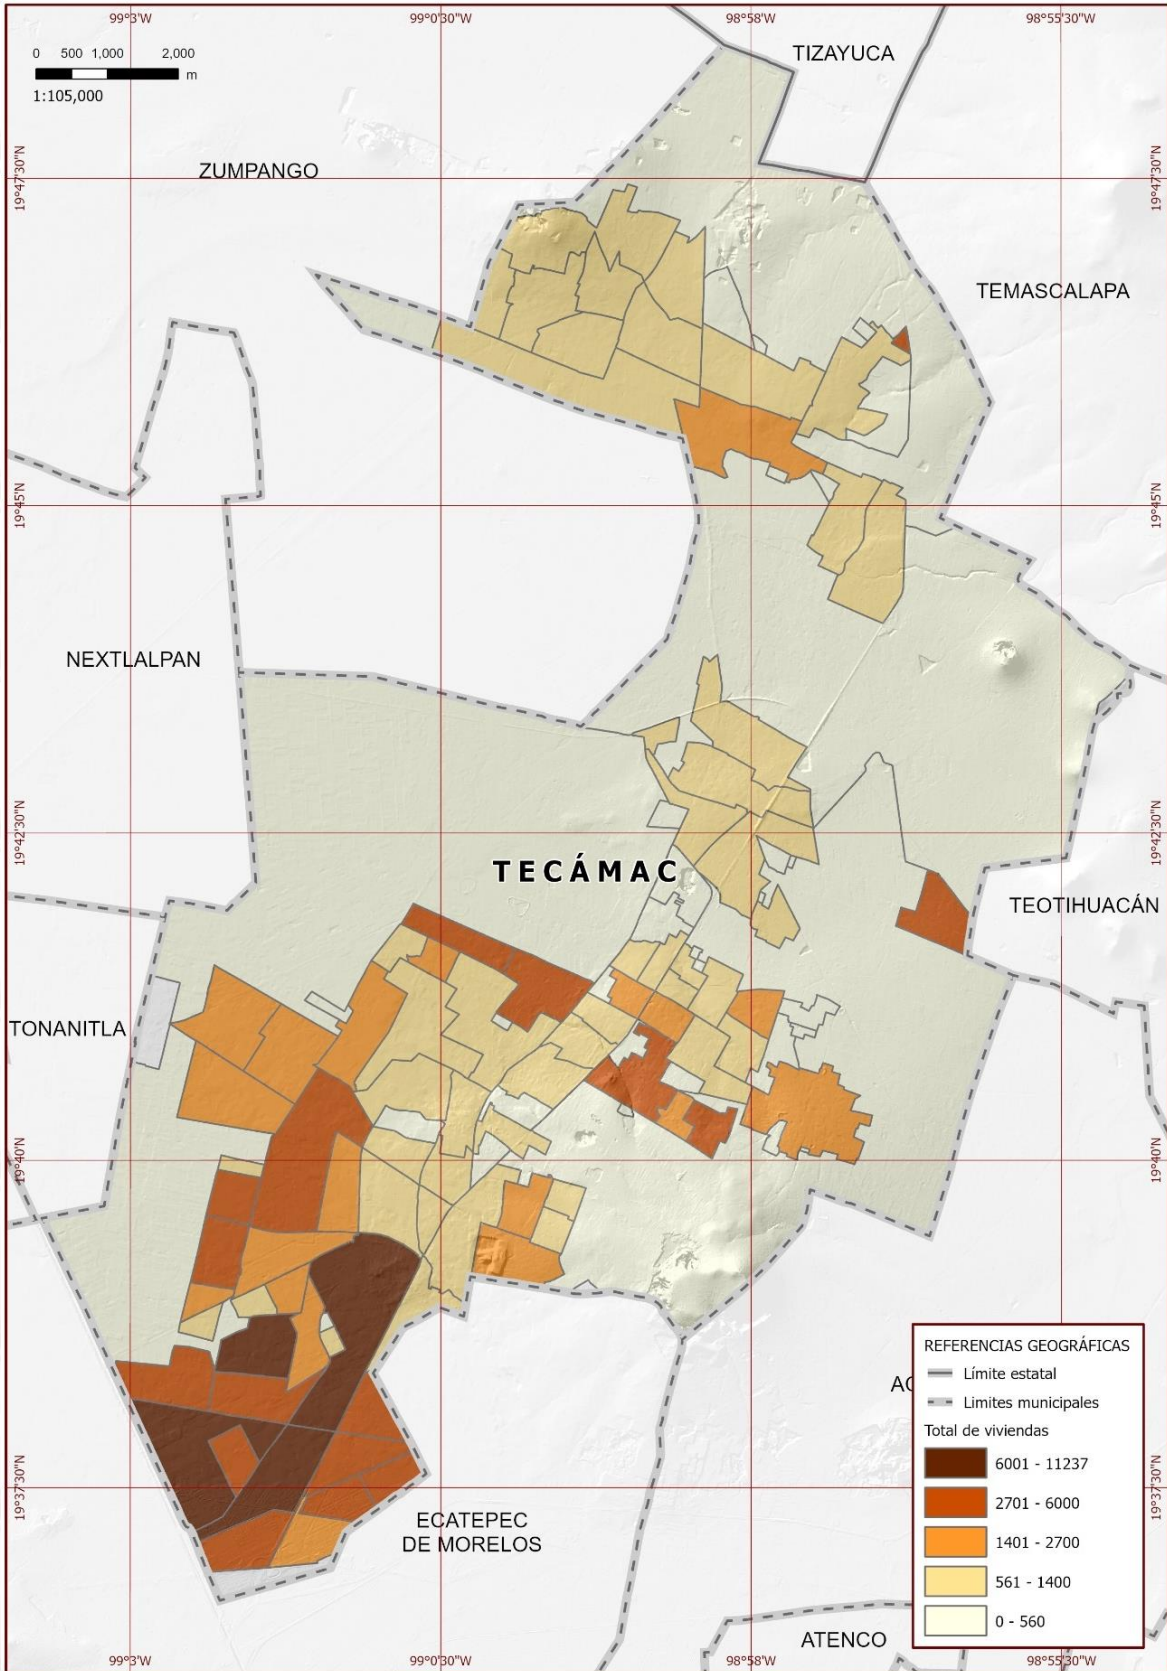 99°3'W
99°0'30"W
98°58'W
98°55'30"W
0 500 1,000 2,000
m
1:105,000
TIZAYUCA
ZUMPANGO
19°47'30"N
19°47'30"N
TEMASCALAPA
19°45'N
19°45'N
NEXTLALPAN
19°42'30"N
19°42'30"N
TECÁMAC
TEOTIHUACÁN
TONANITLA
19°40'N
19°40'N
REFERENCIAS GEOGRÁFICAS
Límite estatal
Limites municipales
Total de viviendas
6001 - 11237
2701 - 6000
1401 - 2700
561 - 1400
0 - 560
19°37'30"N
19°37'30"N
ECATEPEC
DE MORELOS
ATENCO
99°3'W
99°0'30"W
98°58'W
98°55'30"W